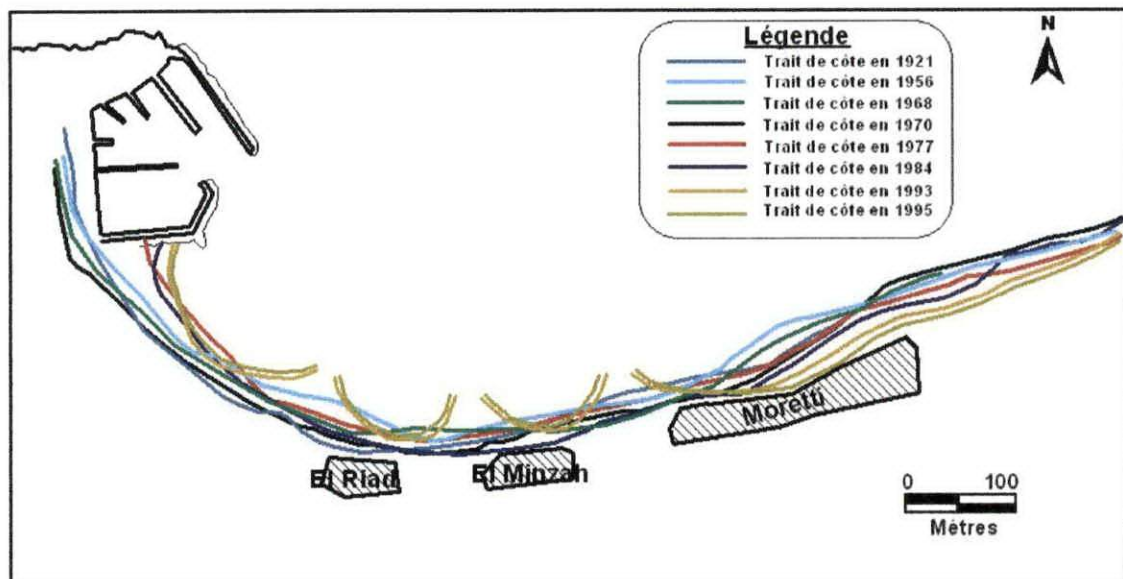 Légende
Trait de côte en 1921
Trait de côte en 1956
Trait de côte en 1968
Trait de côte en 1970
Trait de côte en 1977
Trait de côte en 1984
Trait de côte en 1993
Trait de côte en 1995
N
El Riad
El Minzah
Moretti
0 100
Mètres